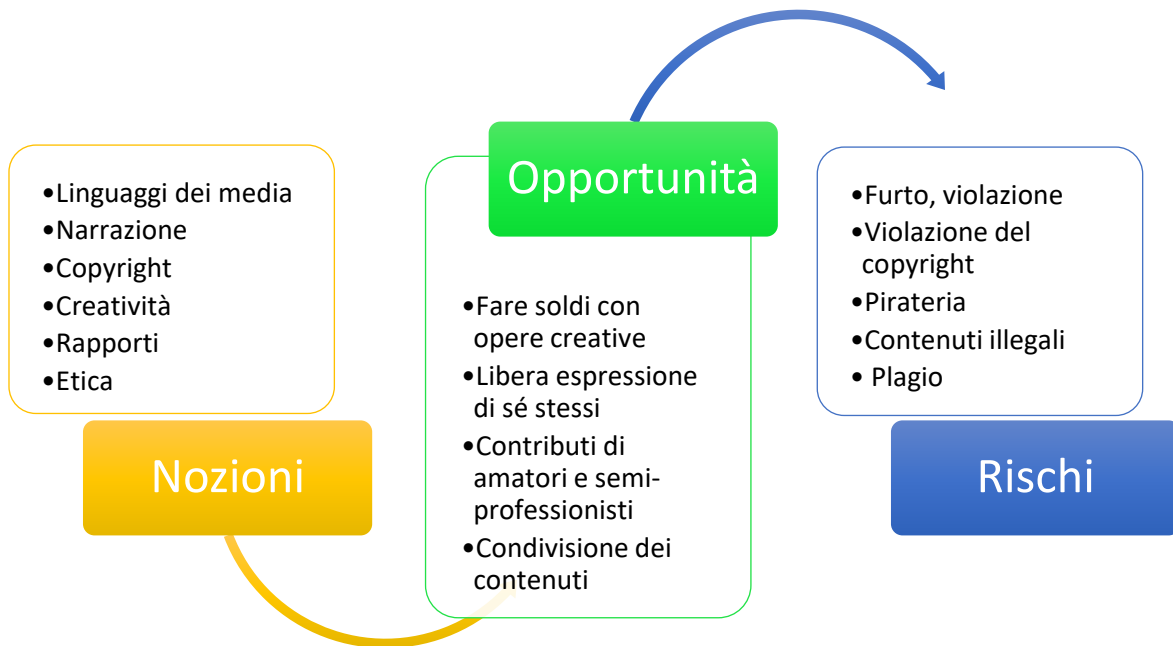 •Linguaggi dei media
•Narrazione
•Copyright
•Creatività
•Rapporti
•Etica
Nozioni
Opportunità
•Fare soldi con
opere creative
•Libera espressione
di sé stessi
•Contributi di
amatori e semi-
professionisti
•Condivisione dei
contenuti
•Furto, violazione
•Violazione del
copyright
•Pirateria
•Contenuti illegali
• Plagio
Rischi